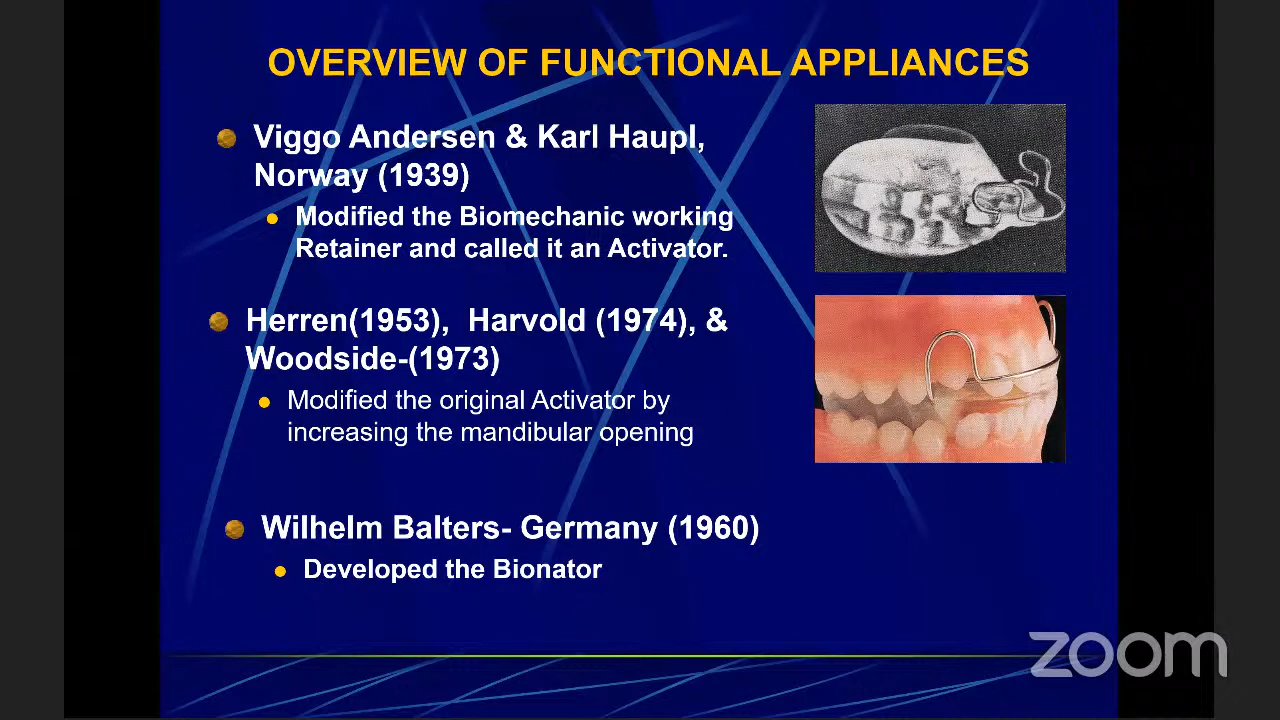 OVERVIEW OF FUNCTIONAL APPLIANCES
Viggo Andersen & Karl Haupl,
Norway (1939)
Modified the Biomechanic working
Retainer and called it an Activator.
Herren(1953), Harvold (1974), &
Woodside-(1973)
Modified the original Activator by
increasing the mandibular opening
Wilhelm Balters- Germany (1960)
Developed the Bionator
zoom